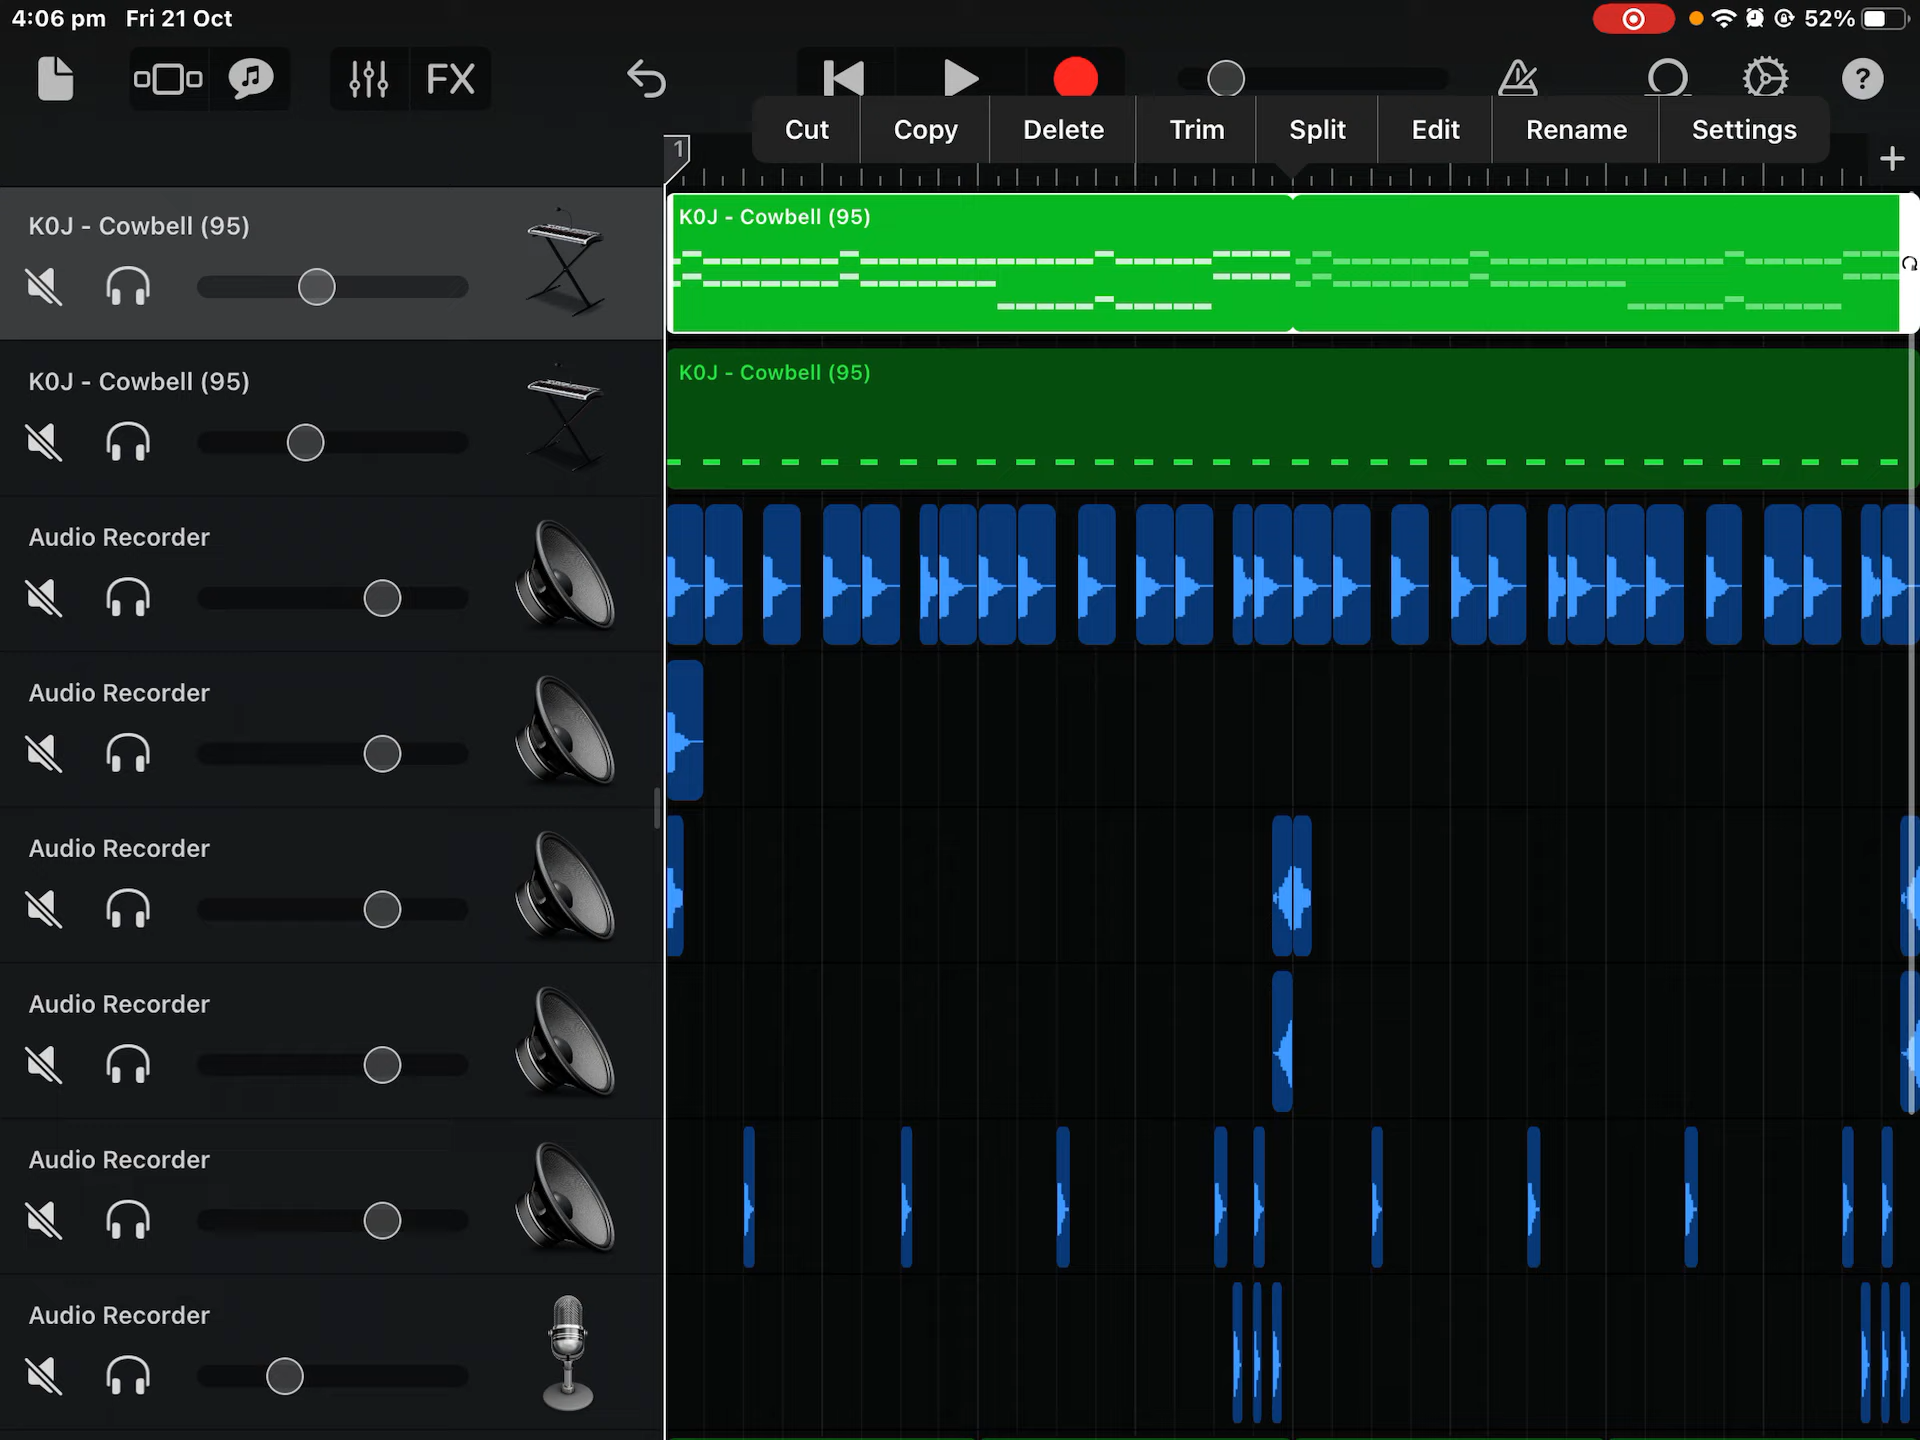 4:06 pm Fri 21 Oct
52%
FX
?
Cut Copy Delete Trim Split Edit Rename Settings
1
+
K0J - Cowbell (95)
K0J - Cowbell (95)
K0J - Cowbell (95)
K0J - Cowbell (95)
Audio Recorder
Audio Recorder
Audio Recorder
Audio Recorder
Audio Recorder
Audio Recorder